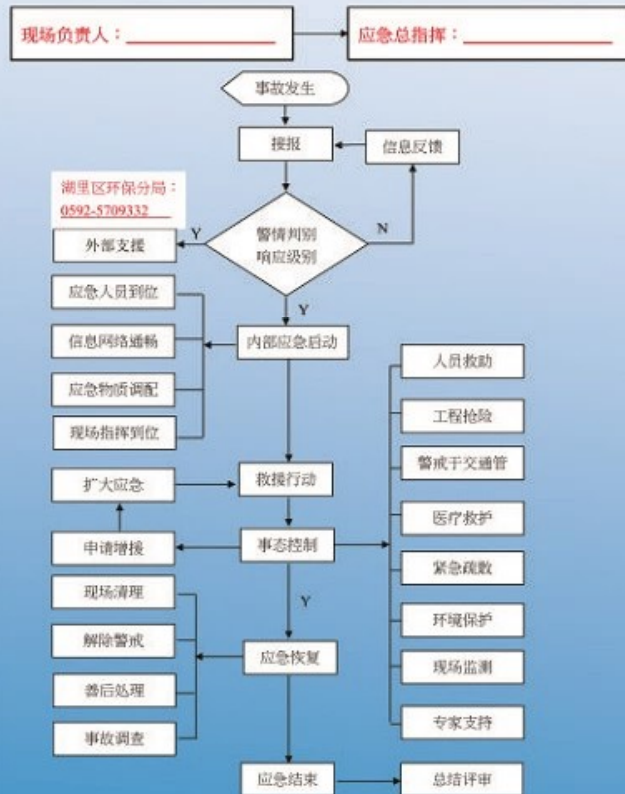 现场负责人：
应急总指挥：
事故发生
接报
信息反馈
湖里区环保分局：
0592-5709332
Y
N
警情判别
响应级别
外部支援
Y
应急人员到位
信息网络通畅
应急物质调配
现场指挥到位
内部应急启动
人员救助
工程抢险
警戒于交通管
医疗救护
紧急疏散
环境保护
现场监测
专家支持
扩大应急
救援行动
申请增援
事态控制
Y
现场清理
解除警戒
善后处理
事故调查
应急恢复
应急结束
总结评审